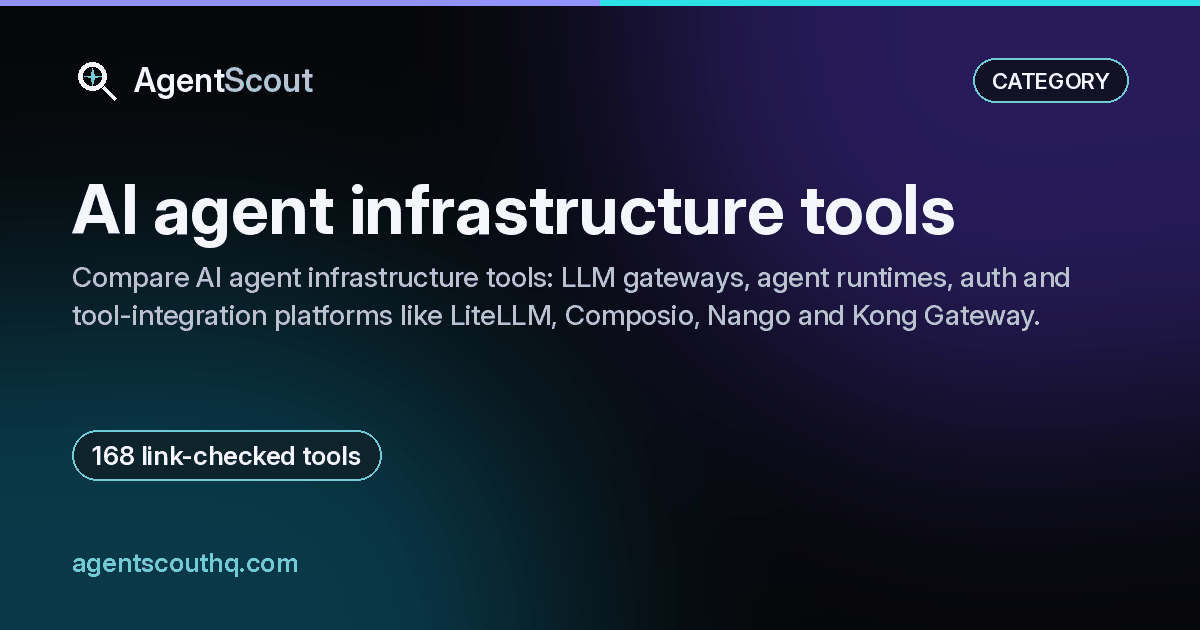 AgentScout
CATEGORY
AI agent infrastructure tools
Compare AI agent infrastructure tools: LLM gateways, agent runtimes, auth and
tool-integration platforms like LiteLLM, Composio, Nango and Kong Gateway.
168 link-checked tools
agentscouthq.com